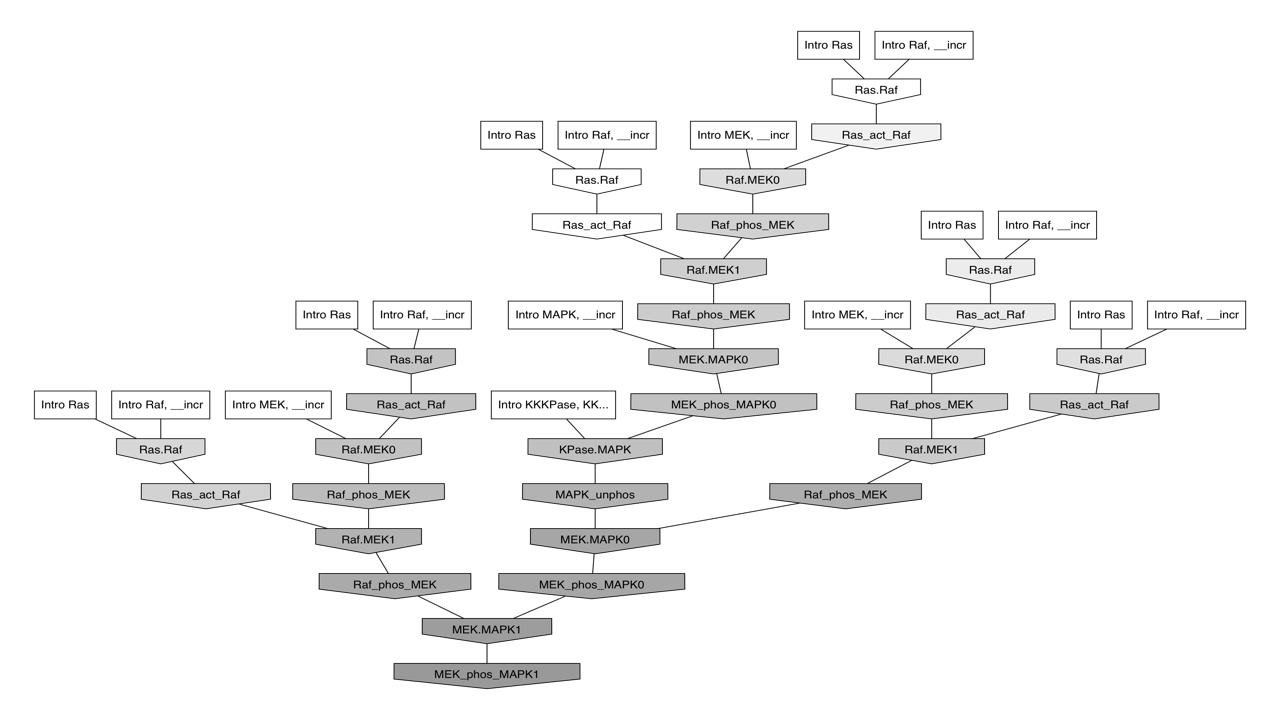 Intro Ras
Intro Raf, __incr
Ras.Raf
Intro Ras
Intro Raf, __incr
Intro MEK, __incr
Ras_act_Raf
Ras.Raf
Raf.MEK0
Ras_act_Raf
Raf_phos_MEK
Intro Ras
Intro Raf, __incr
Raf.MEK1
Ras.Raf
Intro Ras
Intro Raf, __incr
Intro MAPK, __incr
Raf_phos_MEK
Intro MEK, __incr
Ras_act_Raf
Intro Ras
Intro Raf, __incr
Ras.Raf
MEK.MAPK0
Raf.MEK0
Ras.Raf
Intro Ras
Intro Raf, __incr
Intro MEK, __incr
Ras_act_Raf
Intro KKKPase, KK...
MEK_phos_MAPK0
Raf_phos_MEK
Ras_act_Raf
Ras.Raf
Raf.MEK0
KPase.MAPK
Raf.MEK1
Ras_act_Raf
Raf_phos_MEK
MAPK_unphos
Raf_phos_MEK
Raf.MEK1
MEK.MAPK0
Raf_phos_MEK
MEK_phos_MAPK0
MEK.MAPK1
MEK_phos_MAPK1